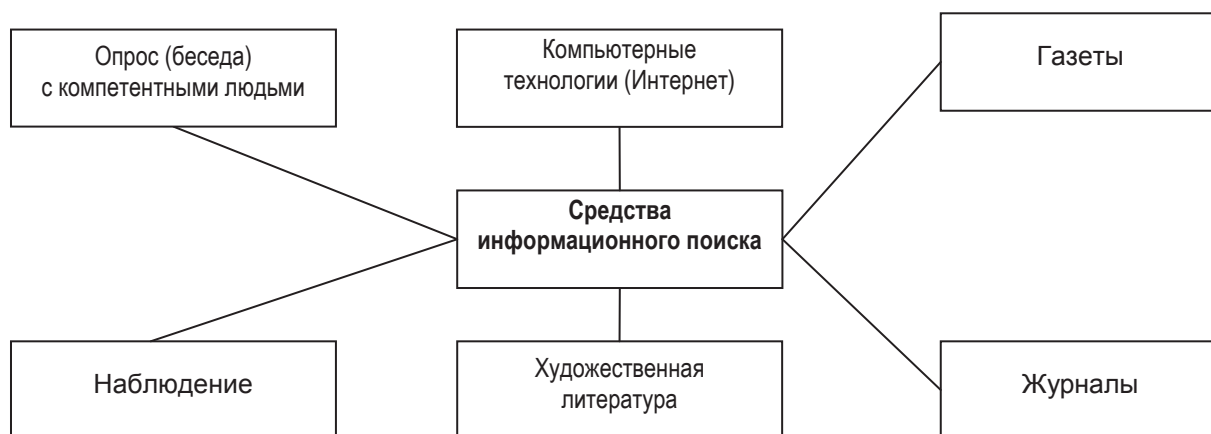 Опрос (беседа)
с компетентными людьми
Компьютерные
технологии (Интернет)
Газеты
Средства
информационного поиска
Наблюдение
Художественная
литература
Журналы